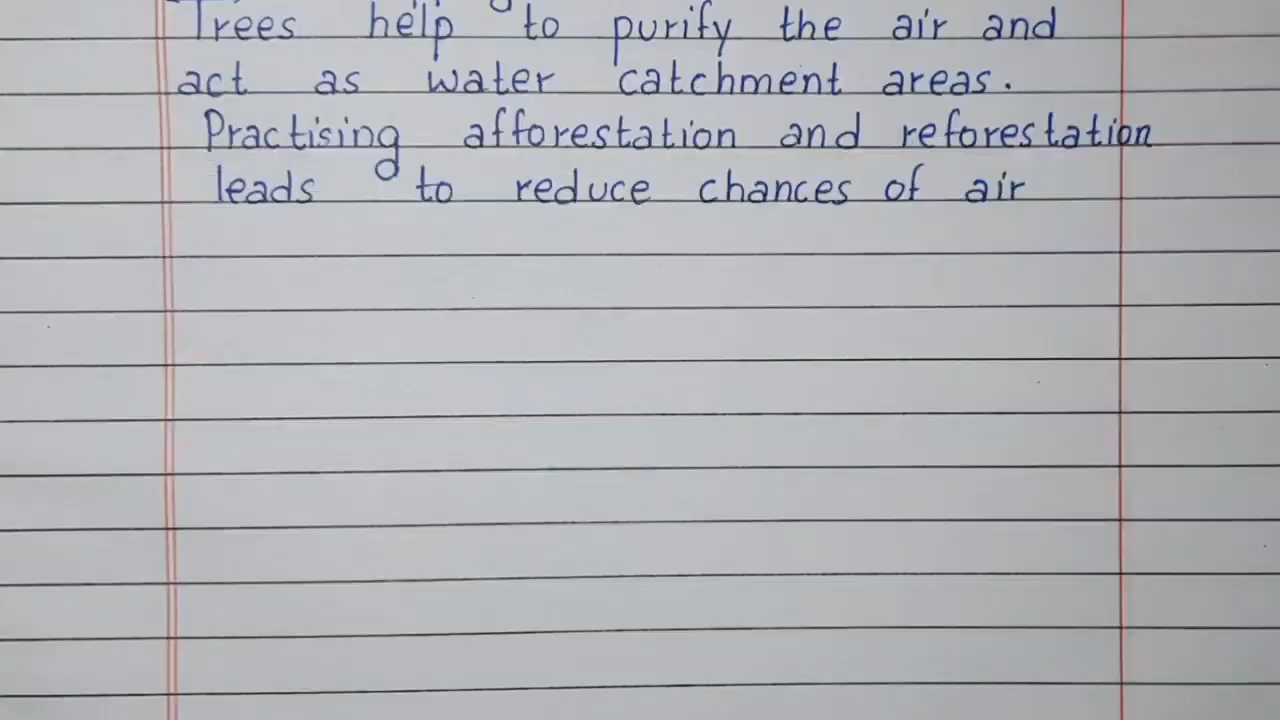 Trees help to purify the air and
act as water catchment areas.
Practising afforestation and reforestation
leads to reduce chances of air